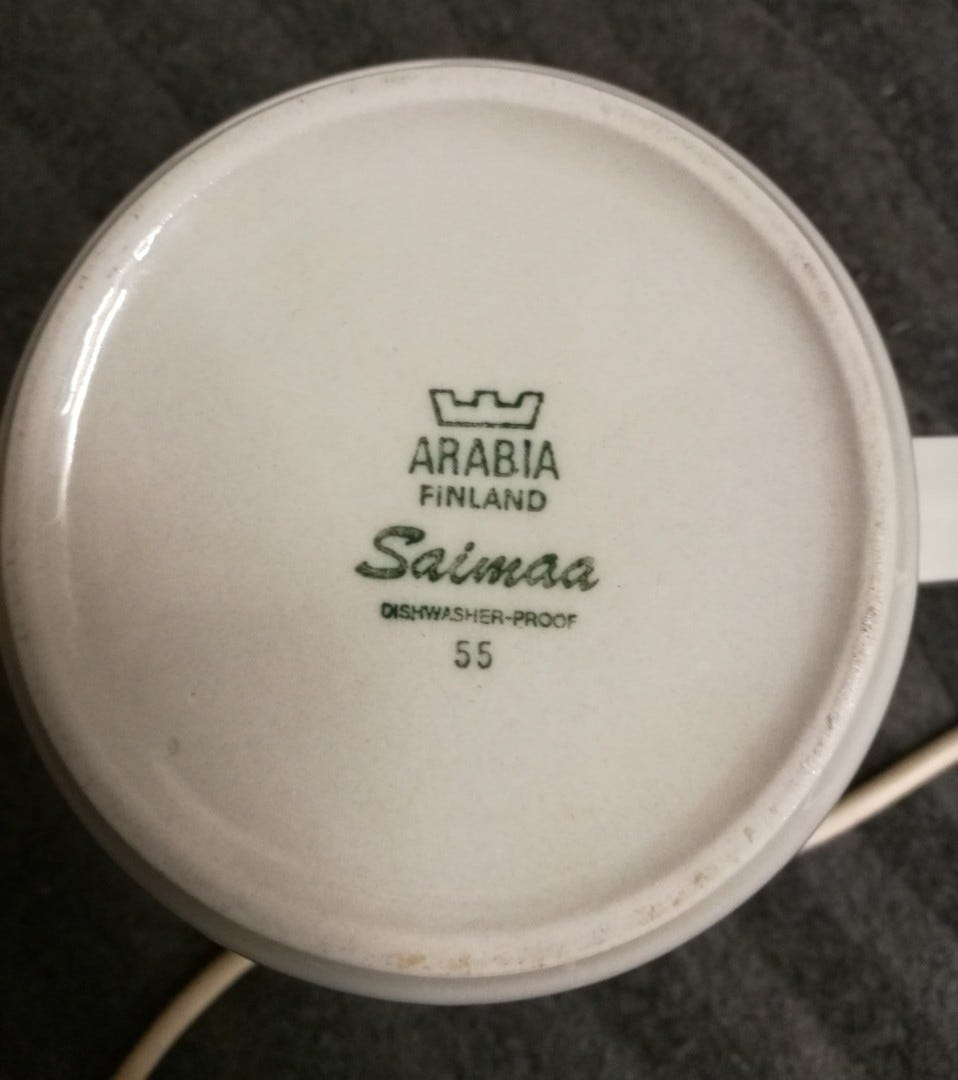 ARABIA
FINLAND
Saimaa
DISHWASHER-PROOF
55